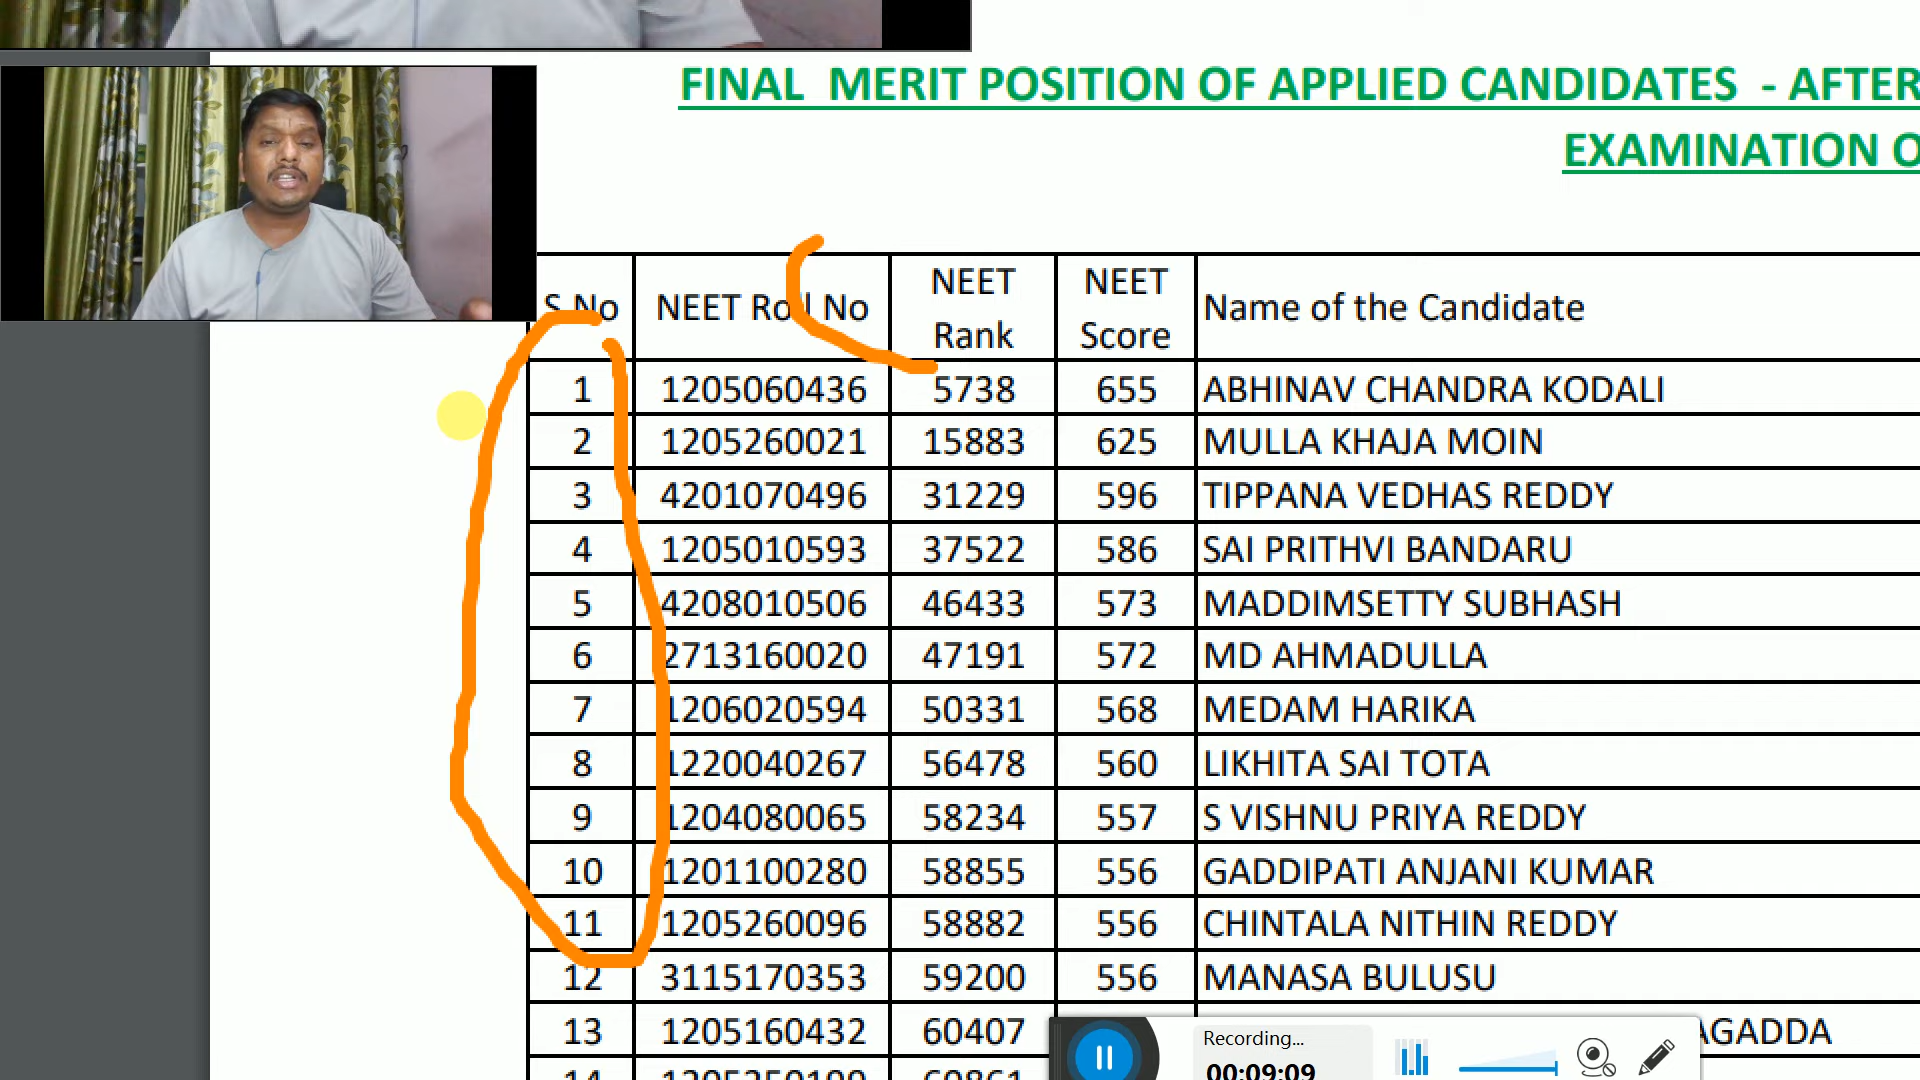 FINAL MERIT POSITION OF APPLIED CANDIDATES - AFTER
EXAMINATION O
S No NEET Roll No NEET Rank NEET Score Name of the Candidate
1 1205060436 5738 655 ABHINAV CHANDRA KODALI
2 1205260021 15883 625 MULLA KHAJA MOIN
3 4201070496 31229 596 TIPPANA VEDHAS REDDY
4 1205010593 37522 586 SAI PRITHVI BANDARU
5 4208010506 46433 573 MADDIMSETTY SUBHASH
6 2713160020 47191 572 MD AHMADULLA
7 1206020594 50331 568 MEDAM HARIKA
8 1220040267 56478 560 LIKHITA SAI TOTA
9 1204080065 58234 557 S VISHNU PRIYA REDDY
10 1201100280 58855 556 GADDIPATI ANJANI KUMAR
11 1205260096 58882 556 CHINTALA NITHIN REDDY
12 3115170353 59200 556 MANASA BULUSU
13 1205160432 60407 AGADDA
Recording...
00:09:09